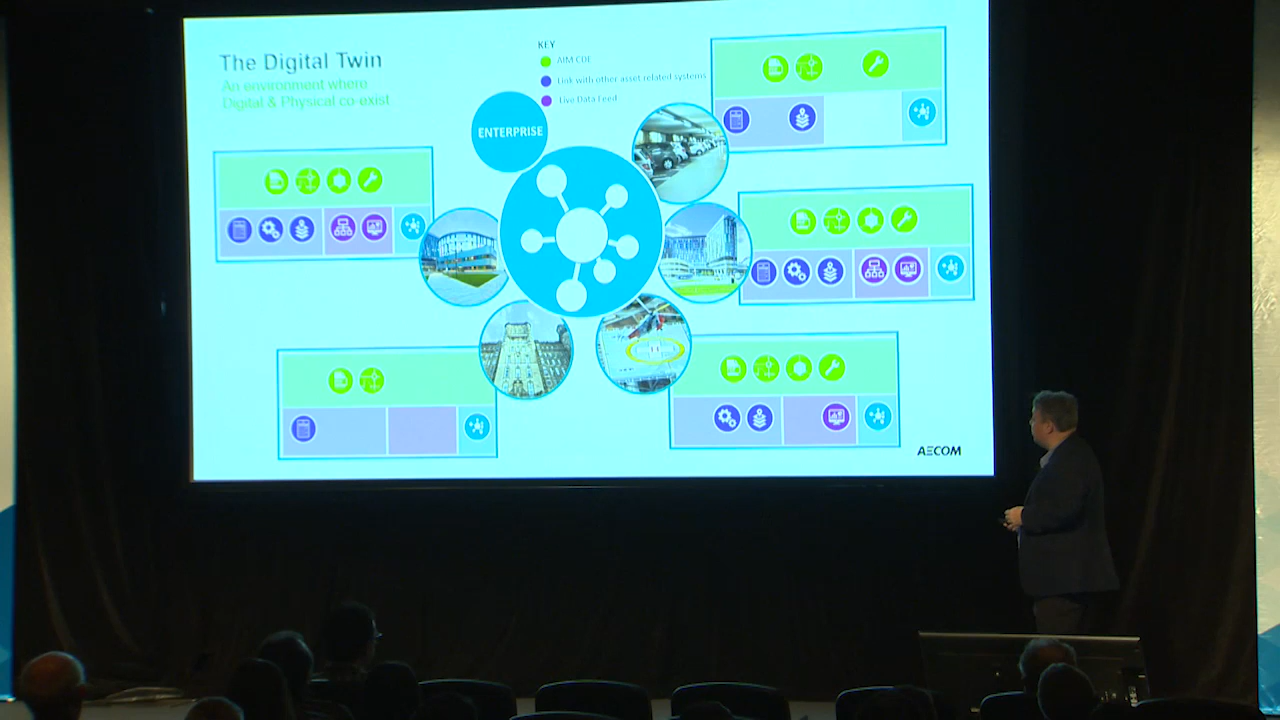 The Digital Twin
An environment where
Digital & Physical co-exist
KEY
AIM CDE
Link with other asset related systems
Live Data Feed
ENTERPRISE
AECOM